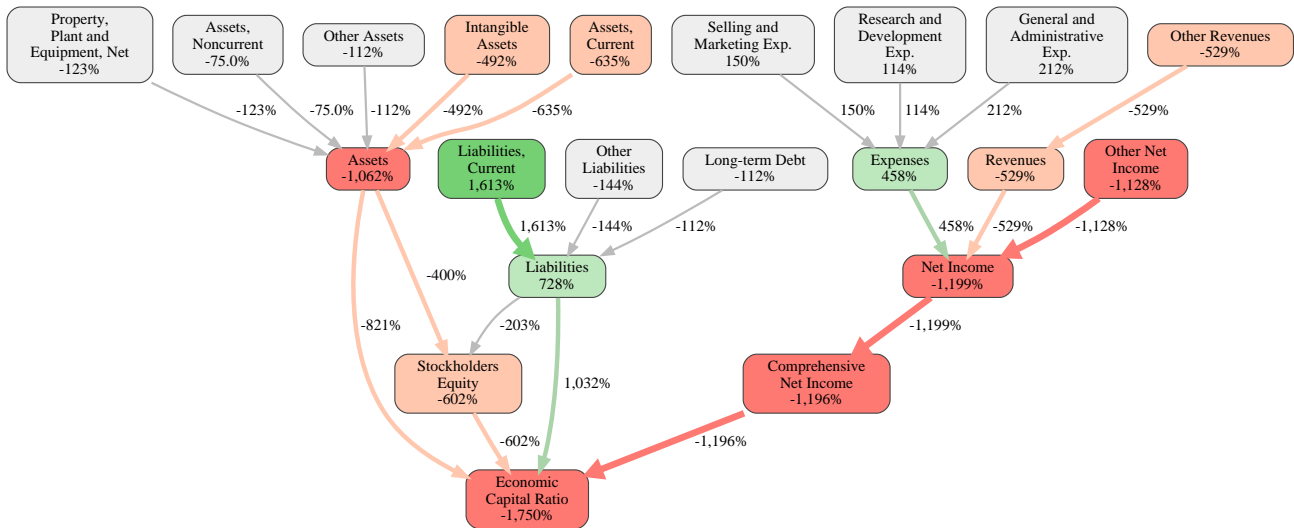 Property,
Plant and
Equipment, Net
-123%
Assets,
Noncurrent
-75.0%
Other Assets
-112%
Intangible
Assets
-492%
Assets,
Current
-635%
Selling and
Marketing Exp.
150%
Research and
Development
Exp.
114%
General and
Administrative
Exp.
212%
Other Revenues
-529%
-123%
-75.0%
-112%
-492%
-635%
150%
114%
212%
-529%
Assets
-1,062%
Liabilities,
Current
1,613%
Other
Liabilities
-144%
Long-term Debt
-112%
Expenses
458%
Revenues
-529%
Other Net
Income
-1,128%
1,613%
-144%
-112%
458%
-529%
-1,128%
-400%
Liabilities
728%
Net Income
-1,199%
-821%
-203%
-1,199%
Stockholders
Equity
-602%
1,032%
Comprehensive
Net Income
-1,196%
-602%
-1,196%
Economic
Capital Ratio
-1,750%